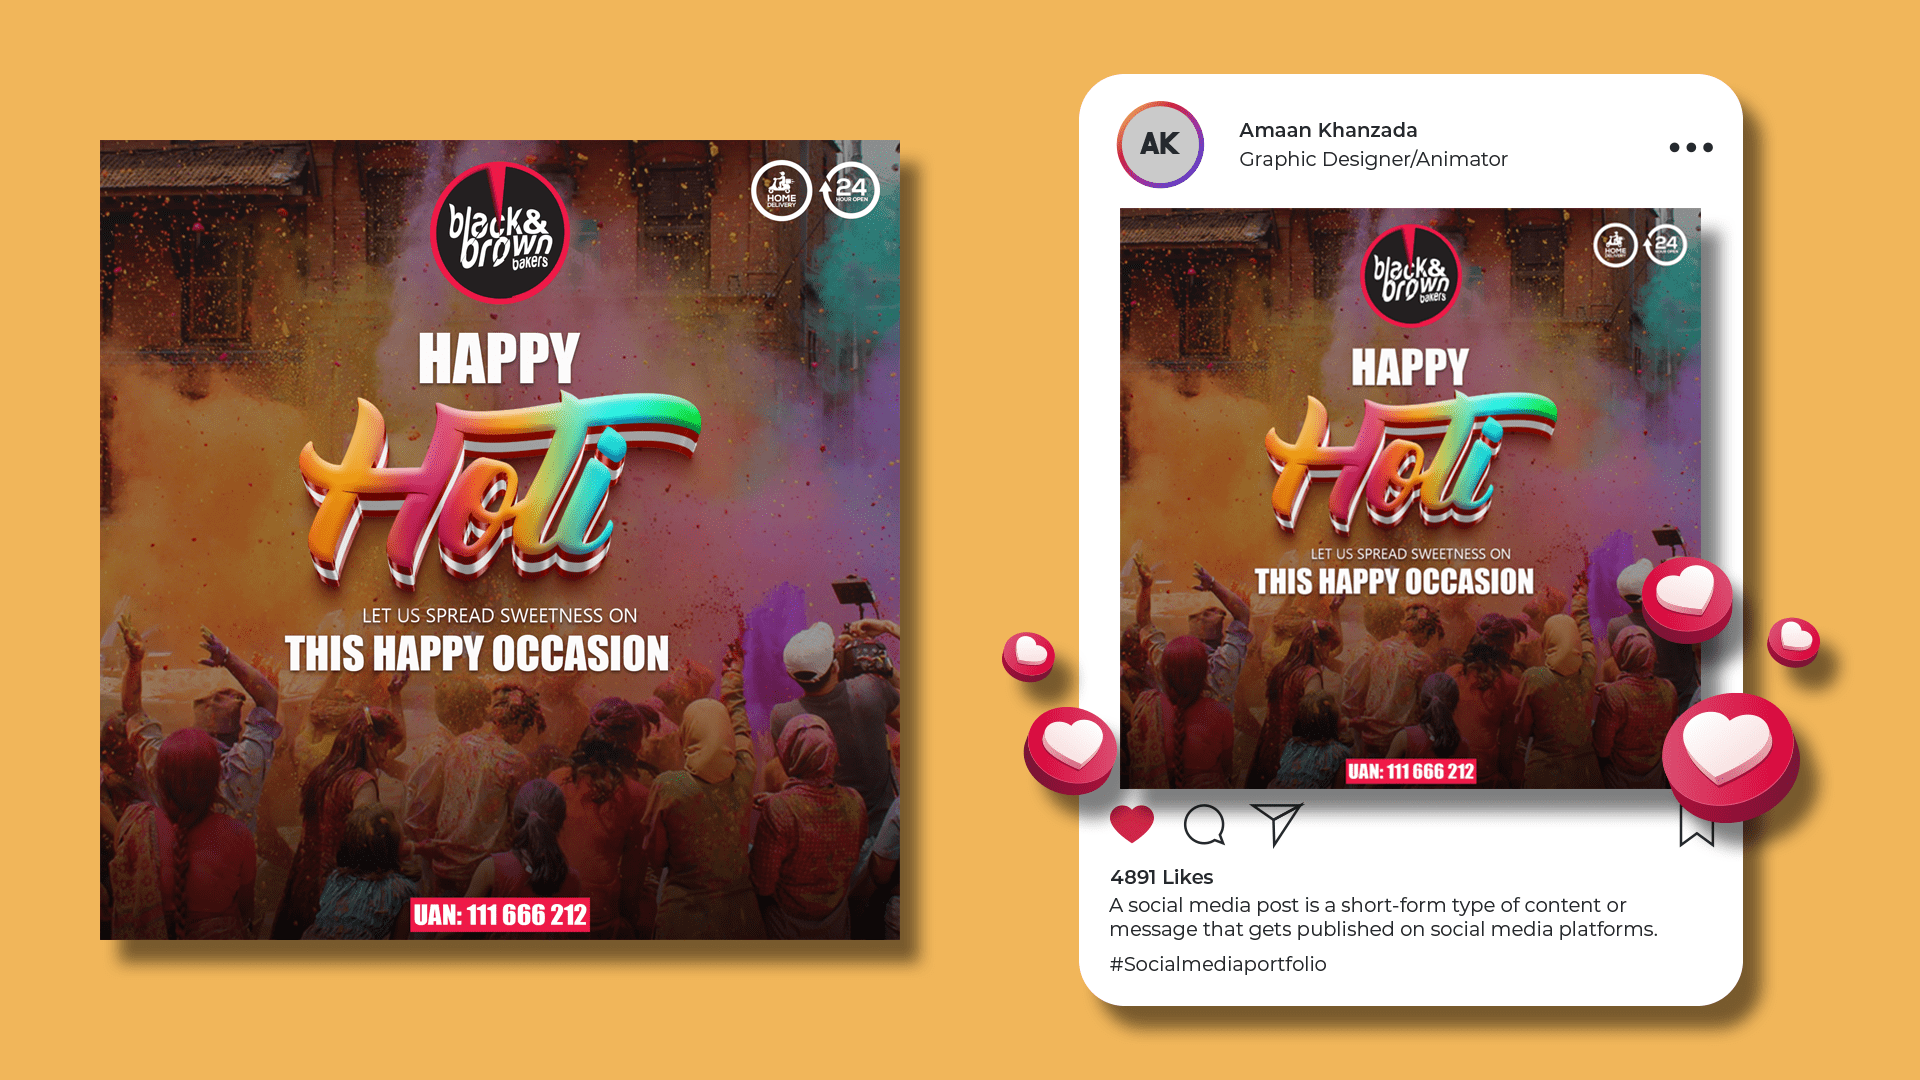 black&
brown
bakers
HOME
DELIVERY
24
HOUR OPEN
HAPPY
Holi
LET US SPREAD SWEETNESS ON
THIS HAPPY OCCASION
UAN: 111 666 212
AK
Amaan Khanzada
Graphic Designer/Animator
black&
brown
bakers
HOME
DELIVERY
24
HOUR OPEN
HAPPY
Holi
LET US SPREAD SWEETNESS ON
THIS HAPPY OCCASION
UAN: 111 666 212
4891 Likes
A social media post is a short-form type of content or
message that gets published on social media platforms.
#Socialmediaportfolio